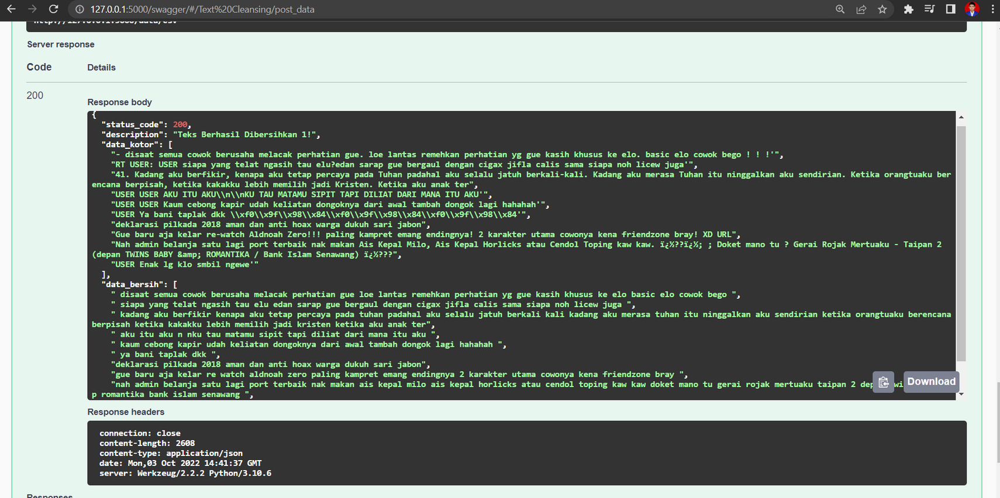 127.0.0.1:5000/swagger/#/Text%20Cleansing/post_data
http://127.0.0.1:5000/data/csv
Server response
Code Details
200
Response body
{
"status_code": 200,
"description": "Teks Berhasil Dibersihkan 1!",
"data_kotor": [
"- disaat semua cowok berusaha melacak perhatian gue. loe lantas remehkan perhatian yg gue kasih khusus ke elo. basic elo cowok bego ! ! !'",
"RT USER: USER siapa yang telat ngasih tau elu?edan sarap gue bergaul dengan cigax jifla calis sama siapa noh licew juga'",
"41. Kadang aku berfikir, kenapa aku tetap percaya pada Tuhan padahal aku selalu jatuh berkali-kali. Kadang aku merasa Tuhan itu ninggalkan aku sendirian. Ketika orangtuaku ber
encana berpisah, ketika kakakku lebih memilih jadi Kristen. Ketika aku anak ter",
"USER USER AKU ITU AKU\\n\\nKU TAU MATAMU SIPIT TAPI DILIAT DARI MANA ITU AKU'",
"USER USER Kaum cebong kapir udah keliatan dongoknya dari awal tambah dongok lagi hahahah'",
"USER Ya bani taplak dkk \\xf0\\x9f\\x98\\x84\\xf0\\x9f\\x98\\x84\\xf0\\x9f\\x98\\x84'",
"deklarasi pilkada 2018 aman dan anti hoax warga dukuh sari jabon",
"Gue baru aja kelar re-watch Aldnoah Zero!!! paling kampret emang endingnya! 2 karakter utama cowonya kena friendzone bray! XD URL",
"Nah admin belanja satu lagi port terbaik nak makan Ais Kepal Milo, Ais Kepal Horlicks atau Cendol Toping kaw kaw. ï¿½??ï¿½; ; Doket mano tu ? Gerai Rojak Mertuaku - Taipan 2
(depan TWINS BABY &amp; ROMANTIKA / Bank Islam Senawang) ï¿½???",
"USER Enak lg klo smbil ngewe'"
],
"data_bersih": [
" disaat semua cowok berusaha melacak perhatian gue loe lantas remehkan perhatian yg gue kasih khusus ke elo basic elo cowok bego ",
" siapa yang telat ngasih tau elu edan sarap gue bergaul dengan cigax jifla calis sama siapa noh licew juga ",
" kadang aku berfikir kenapa aku tetap percaya pada tuhan padahal aku selalu jatuh berkali kali kadang aku merasa tuhan itu ninggalkan aku sendirian ketika orangtuaku berencana
berpisah ketika kakakku lebih memilih jadi kristen ketika aku anak ter",
" aku itu aku n nku tau matamu sipit tapi diliat dari mana itu aku ",
" kaum cebong kapir udah keliatan dongoknya dari awal tambah dongok lagi hahahah ",
" ya bani taplak dkk ",
"deklarasi pilkada 2018 aman dan anti hoax warga dukuh sari jabon",
"gue baru aja kelar re watch aldnoah zero paling kampret emang endingnya 2 karakter utama cowonya kena friendzone bray ",
"nah admin belanja satu lagi port terbaik nak makan ais kepal milo ais kepal horlicks atau cendol toping kaw kaw doket mano tu gerai rojak mertuaku taipan 2
p romantika bank islam senawang ",
Download
Response headers
connection: close
content-length: 2608
content-type: application/json
date: Mon,03 Oct 2022 14:41:37 GMT
server: Werkzeug/2.2.2 Python/3.10.6
Responses